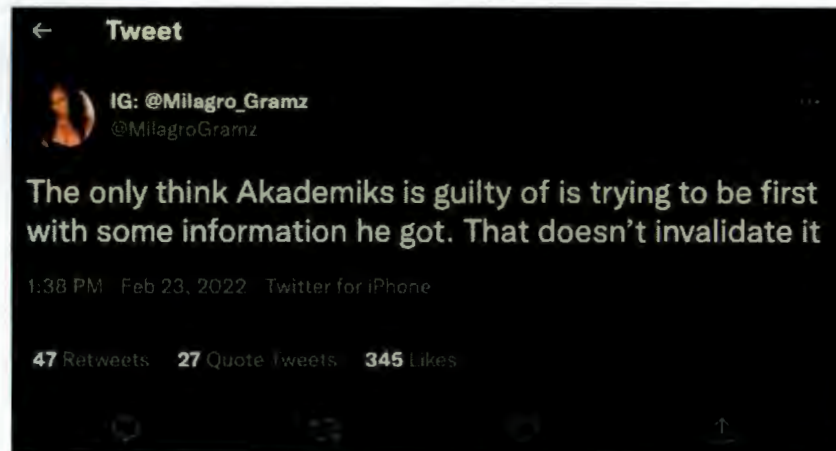 ← Tweet
IG: @Milagro_Gramz
@MilagroGramz
The only think Akademiks is guilty of is trying to be first
with some information he got. That doesn't invalidate it
1:38 PM Feb 23, 2022 Twitter for iPhone
47 Retweets 27 Quote Tweets 345 Likes